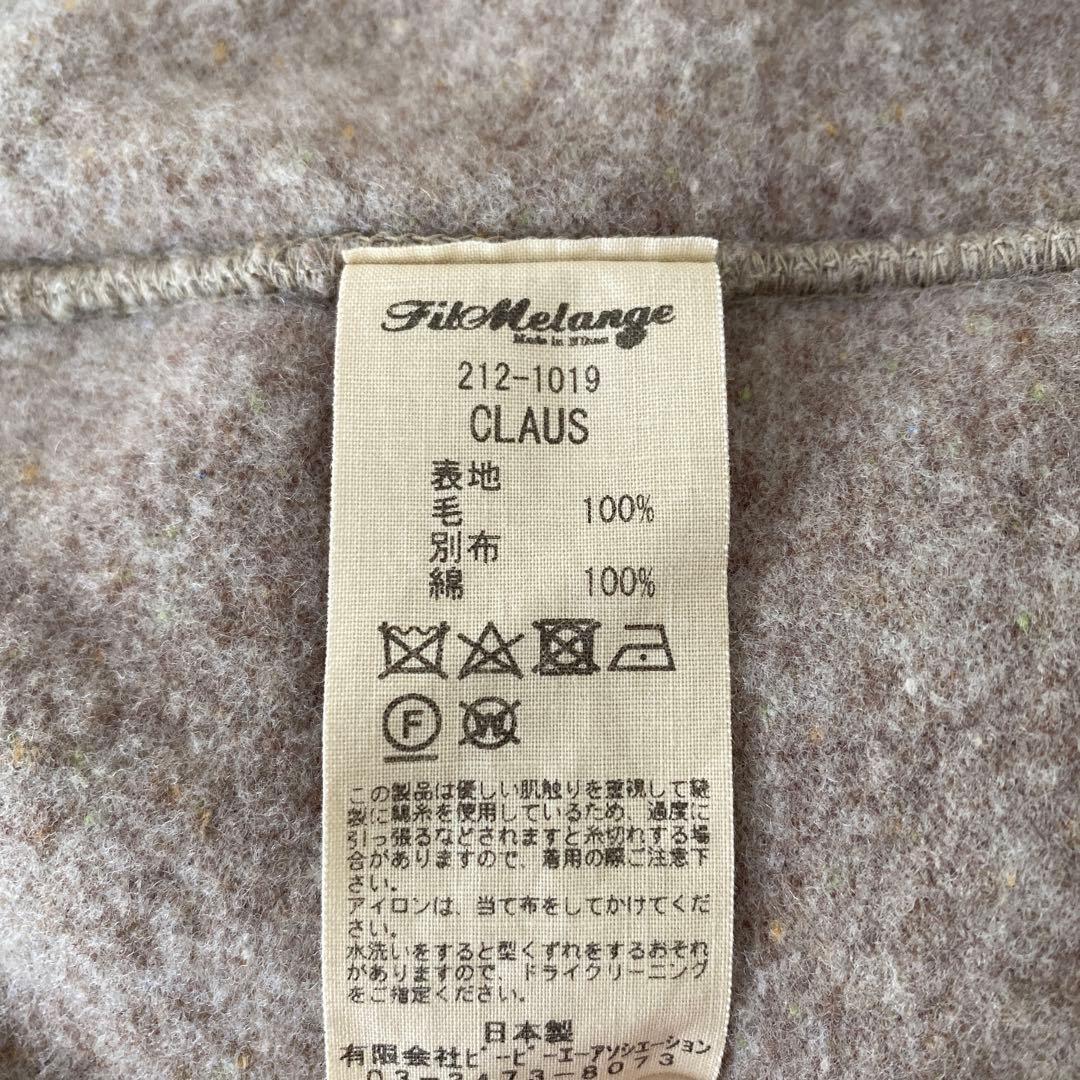 FilMelange
212-1019
CLAUS
表地
毛 100%
別布
綿 100%
F
W
この製品は優しい肌触りを重視して縫
製に綿糸を使用しているため、過度に
引っ張るなどされますと糸切れする場
合がありますので、着用の際ご注意下
さい。
アイロンは、当て布をしてかけてくだ
さい。
水洗いをすると型くずれをするおそれ
がありますので、ドライクリーニング
をご指定ください。
日本製
有限会社ﾋﾞｰﾋﾞｰｴｰｱｿｼｴｰｼｮﾝ
03-3473-8073